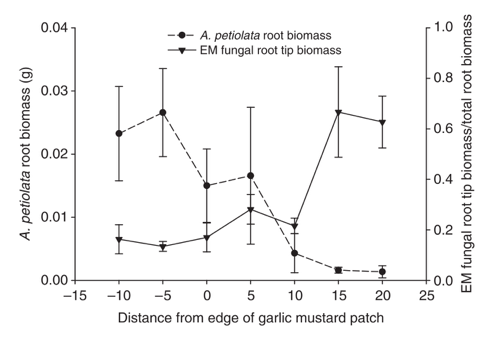 0.04
0.03
0.02
0.01
0.00
A. petiolata root biomass (g)
A. petiolata root biomass
EM fungal root tip biomass
1.0
0.8
0.6
0.4
0.2
0.0
EM fungal root tip biomass/total root biomass
−15 −10 −5 0 5 10 15 20 25
Distance from edge of garlic mustard patch